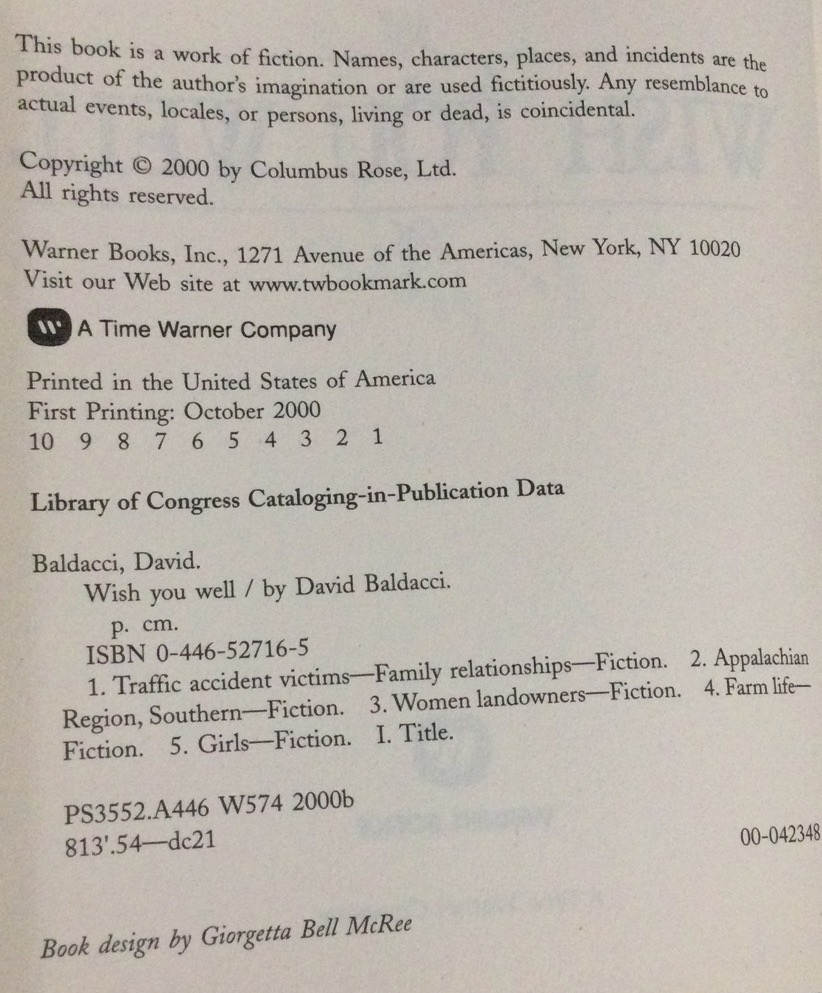 This book is a work of fiction. Names, characters, places, and incidents are the
product of the author's imagination or are used fictitiously. Any resemblance to
actual events, locales, or persons, living or dead, is coincidental.
Copyright © 2000 by Columbus Rose, Ltd.
All rights reserved.
Warner Books, Inc., 1271 Avenue of the Americas, New York, NY 10020
Visit our Web site at www.twbookmark.com
A Time Warner Company
Printed in the United States of America
First Printing: October 2000
10 9 8 7 6 5 4 3 2 1
Library of Congress Cataloging-in-Publication Data
Baldacci, David.
Wish you well / by David Baldacci.
p. cm.
ISBN 0-446-52716-5
1. Traffic accident victims—Family relationships—Fiction. 2. Appalachian
Region, Southern—Fiction. 3. Women landowners—Fiction. 4. Farm life—
Fiction. 5. Girls—Fiction. I. Title.
PS3552.A446 W574 2000b
813'.54—dc21
00-042348
Book design by Giorgetta Bell McRee